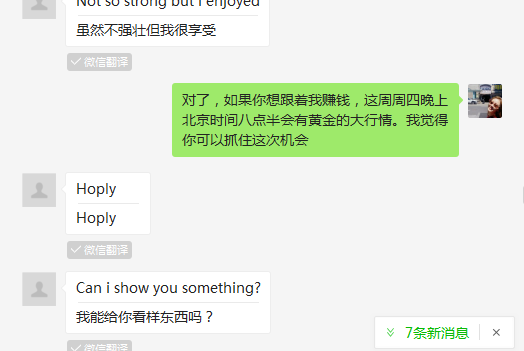 Not so strong but i enjoyed
虽然不强壮但我很享受
微信翻译
对了，如果你想跟着我赚钱，这周周四晚上
北京时间八点半会有黄金的大行情。我觉得
你可以抓住这次机会
Hoply
Hoply
微信翻译
Can i show you something?
我能给你看样东西吗？
微信翻译
7条新消息